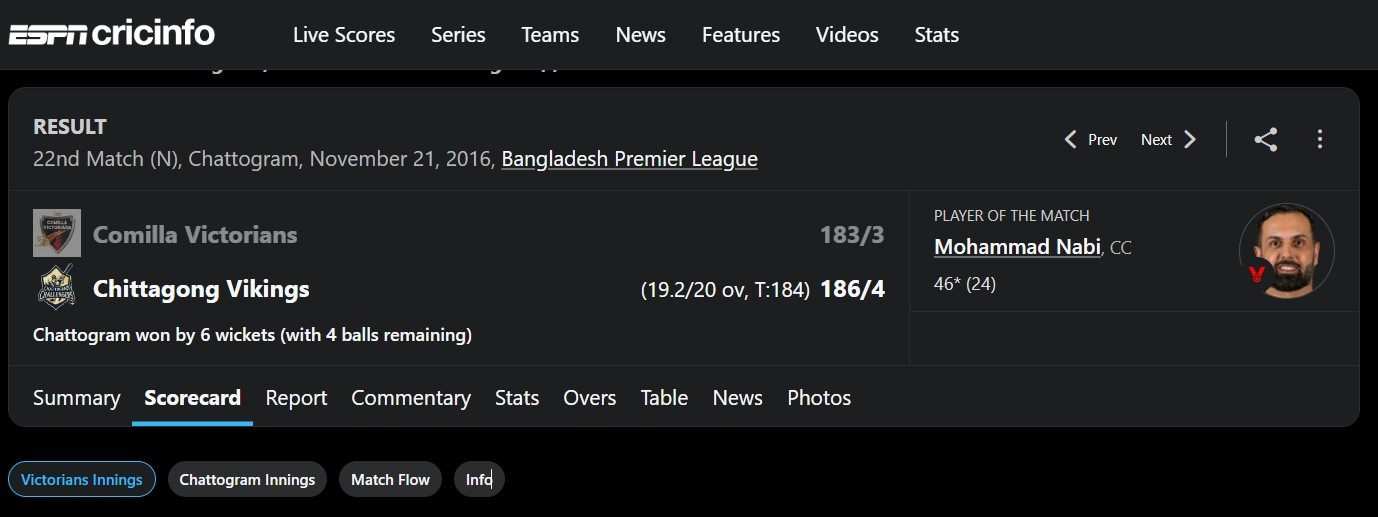 ESPN cricinfo Live Scores Series Teams News Features Videos Stats
RESULT
22nd Match (N), Chattogram, November 21, 2016, Bangladesh Premier League
Prev Next
COMILLA VICTORIANS
Comilla Victorians 183/3
Chittagong Vikings (19.2/20 ov, T:184) 186/4
Chattogram won by 6 wickets (with 4 balls remaining)
PLAYER OF THE MATCH
Mohammad Nabi, CC
46* (24)
Summary Scorecard Report Commentary Stats Overs Table News Photos
Victorians Innings Chattogram Innings Match Flow Info